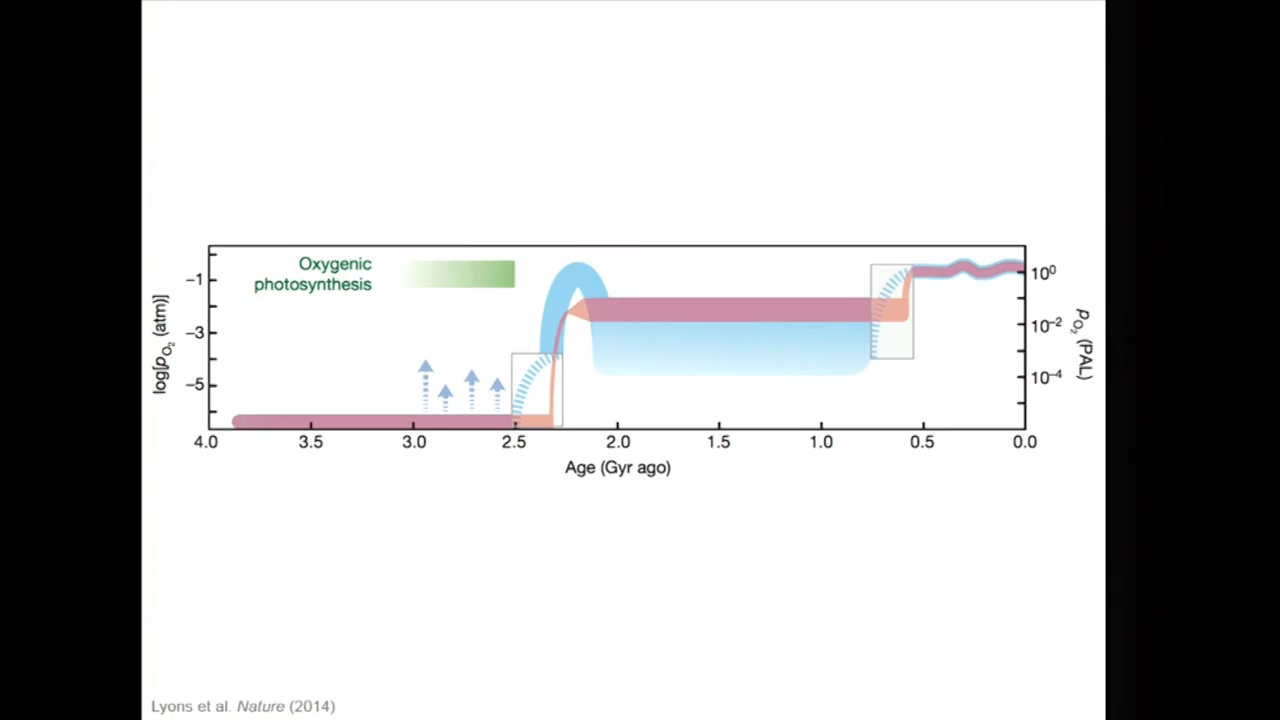 Oxygenic
photosynthesis
log[pO2 (atm)]
–1
–3
–5
10⁰
10⁻²
10⁻⁴
pO2 (PAL)
4.0 3.5 3.0 2.5 2.0 1.5 1.0 0.5 0.0
Age (Gyr ago)
Lyons et al. Nature (2014)